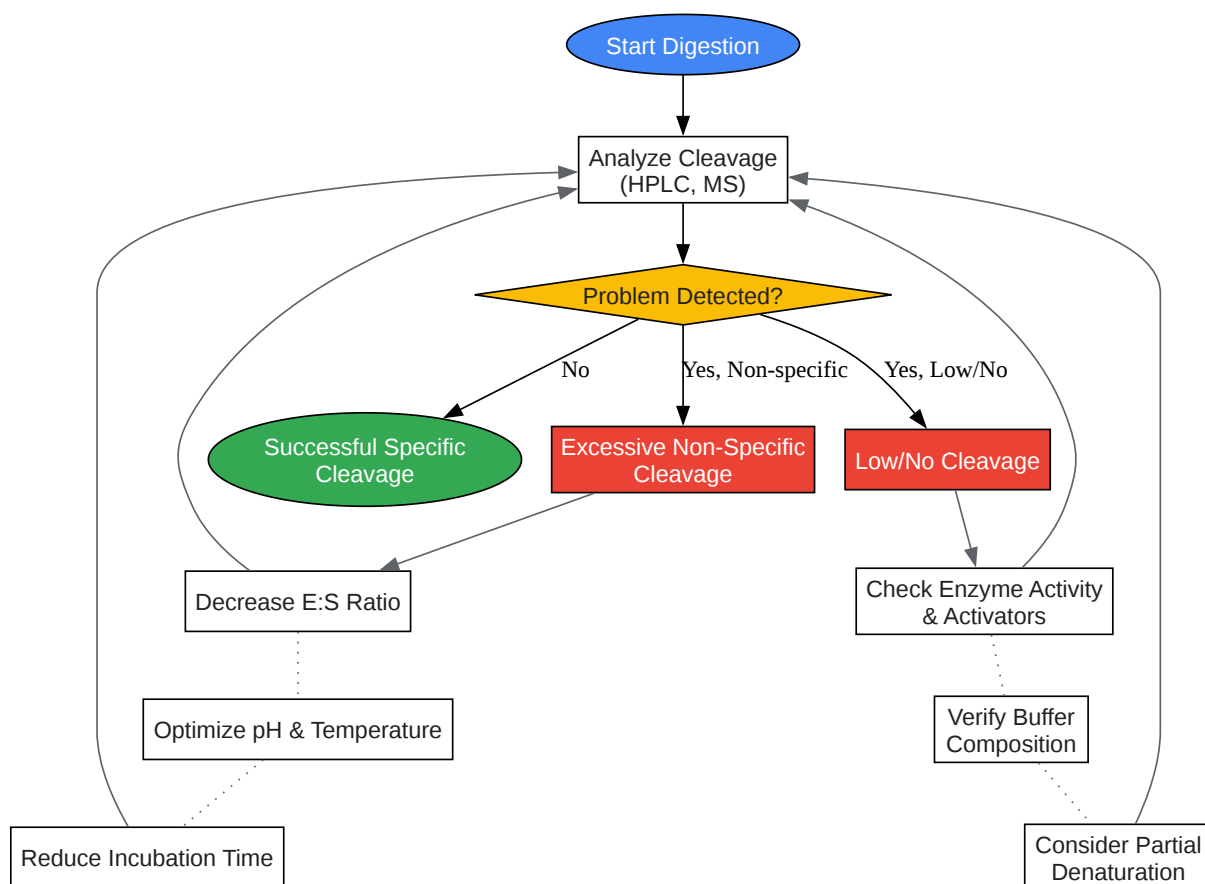 Start Digestion
Analyze Cleavage
(HPLC, MS)
Problem Detected?
No
Yes, Non-specific
Yes, Low/No
Successful Specific
Cleavage
Excessive Non-Specific
Cleavage
Low/No Cleavage
Decrease E:S Ratio
Check Enzyme Activity
& Activators
Optimize pH & Temperature
Verify Buffer
Composition
Reduce Incubation Time
Consider Partial
Denaturation